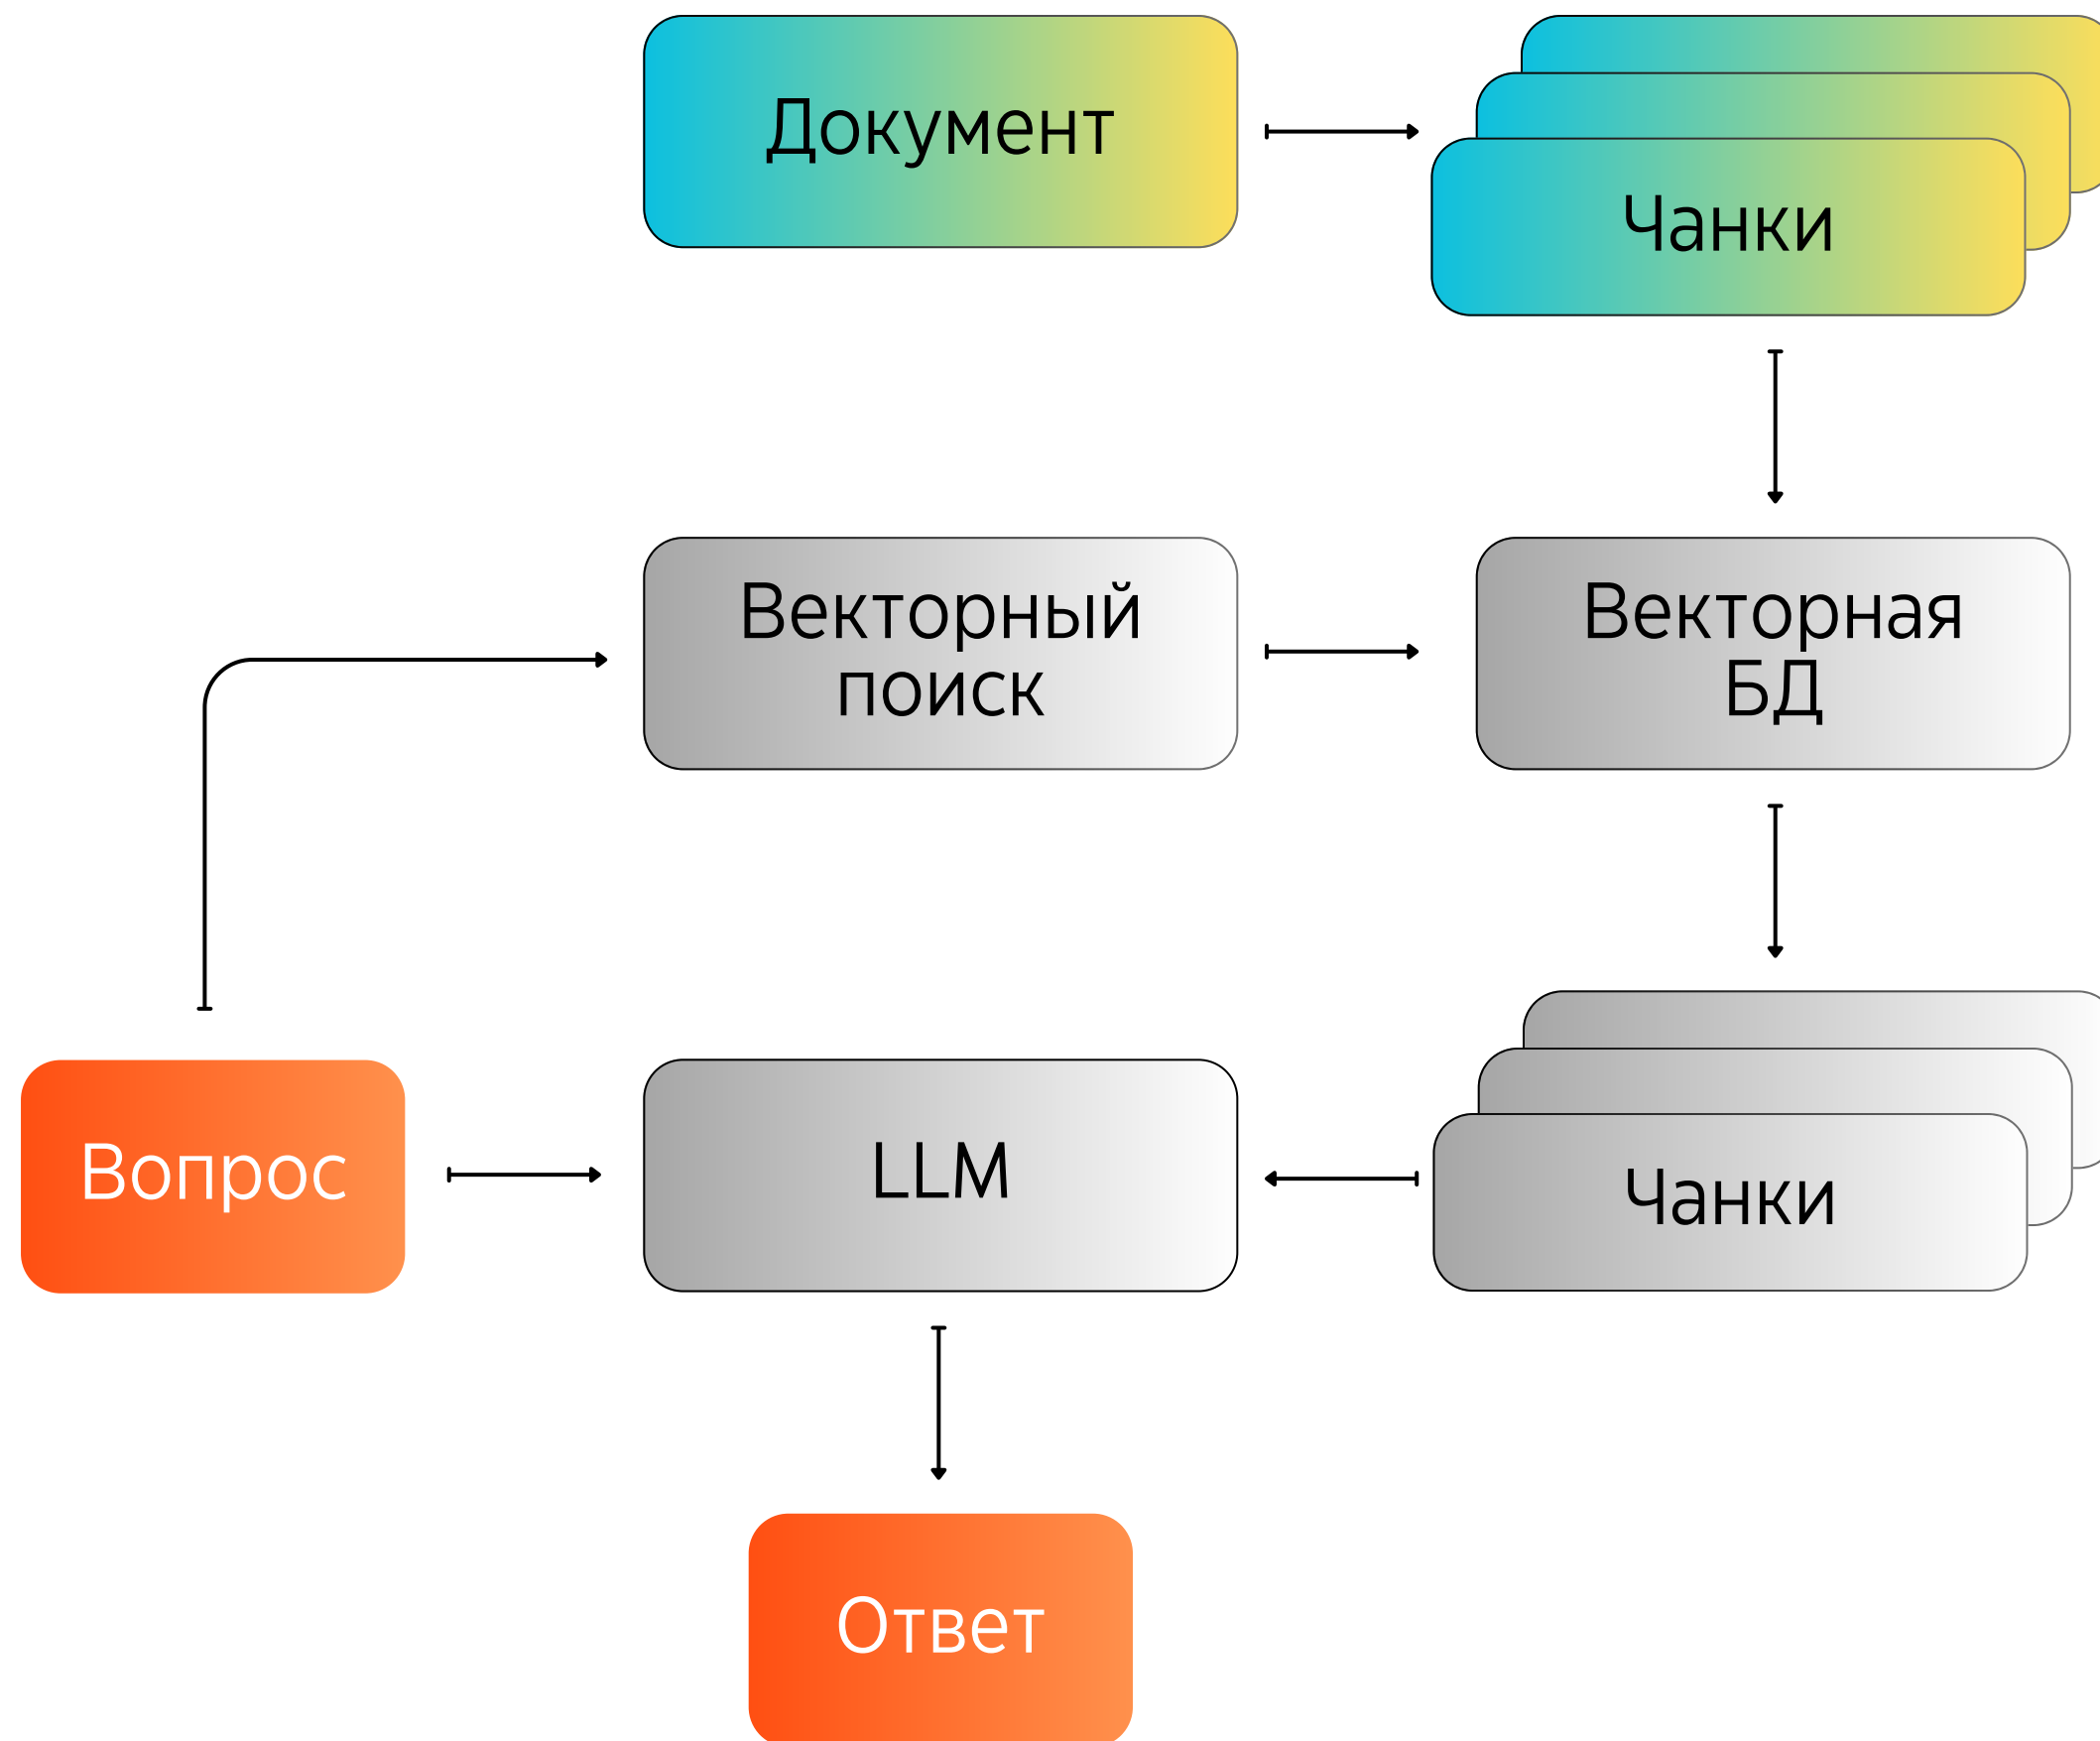 Документ
Чанки
Векторный
поиск
Векторная
БД
Вопрос
LLM
Чанки
Ответ